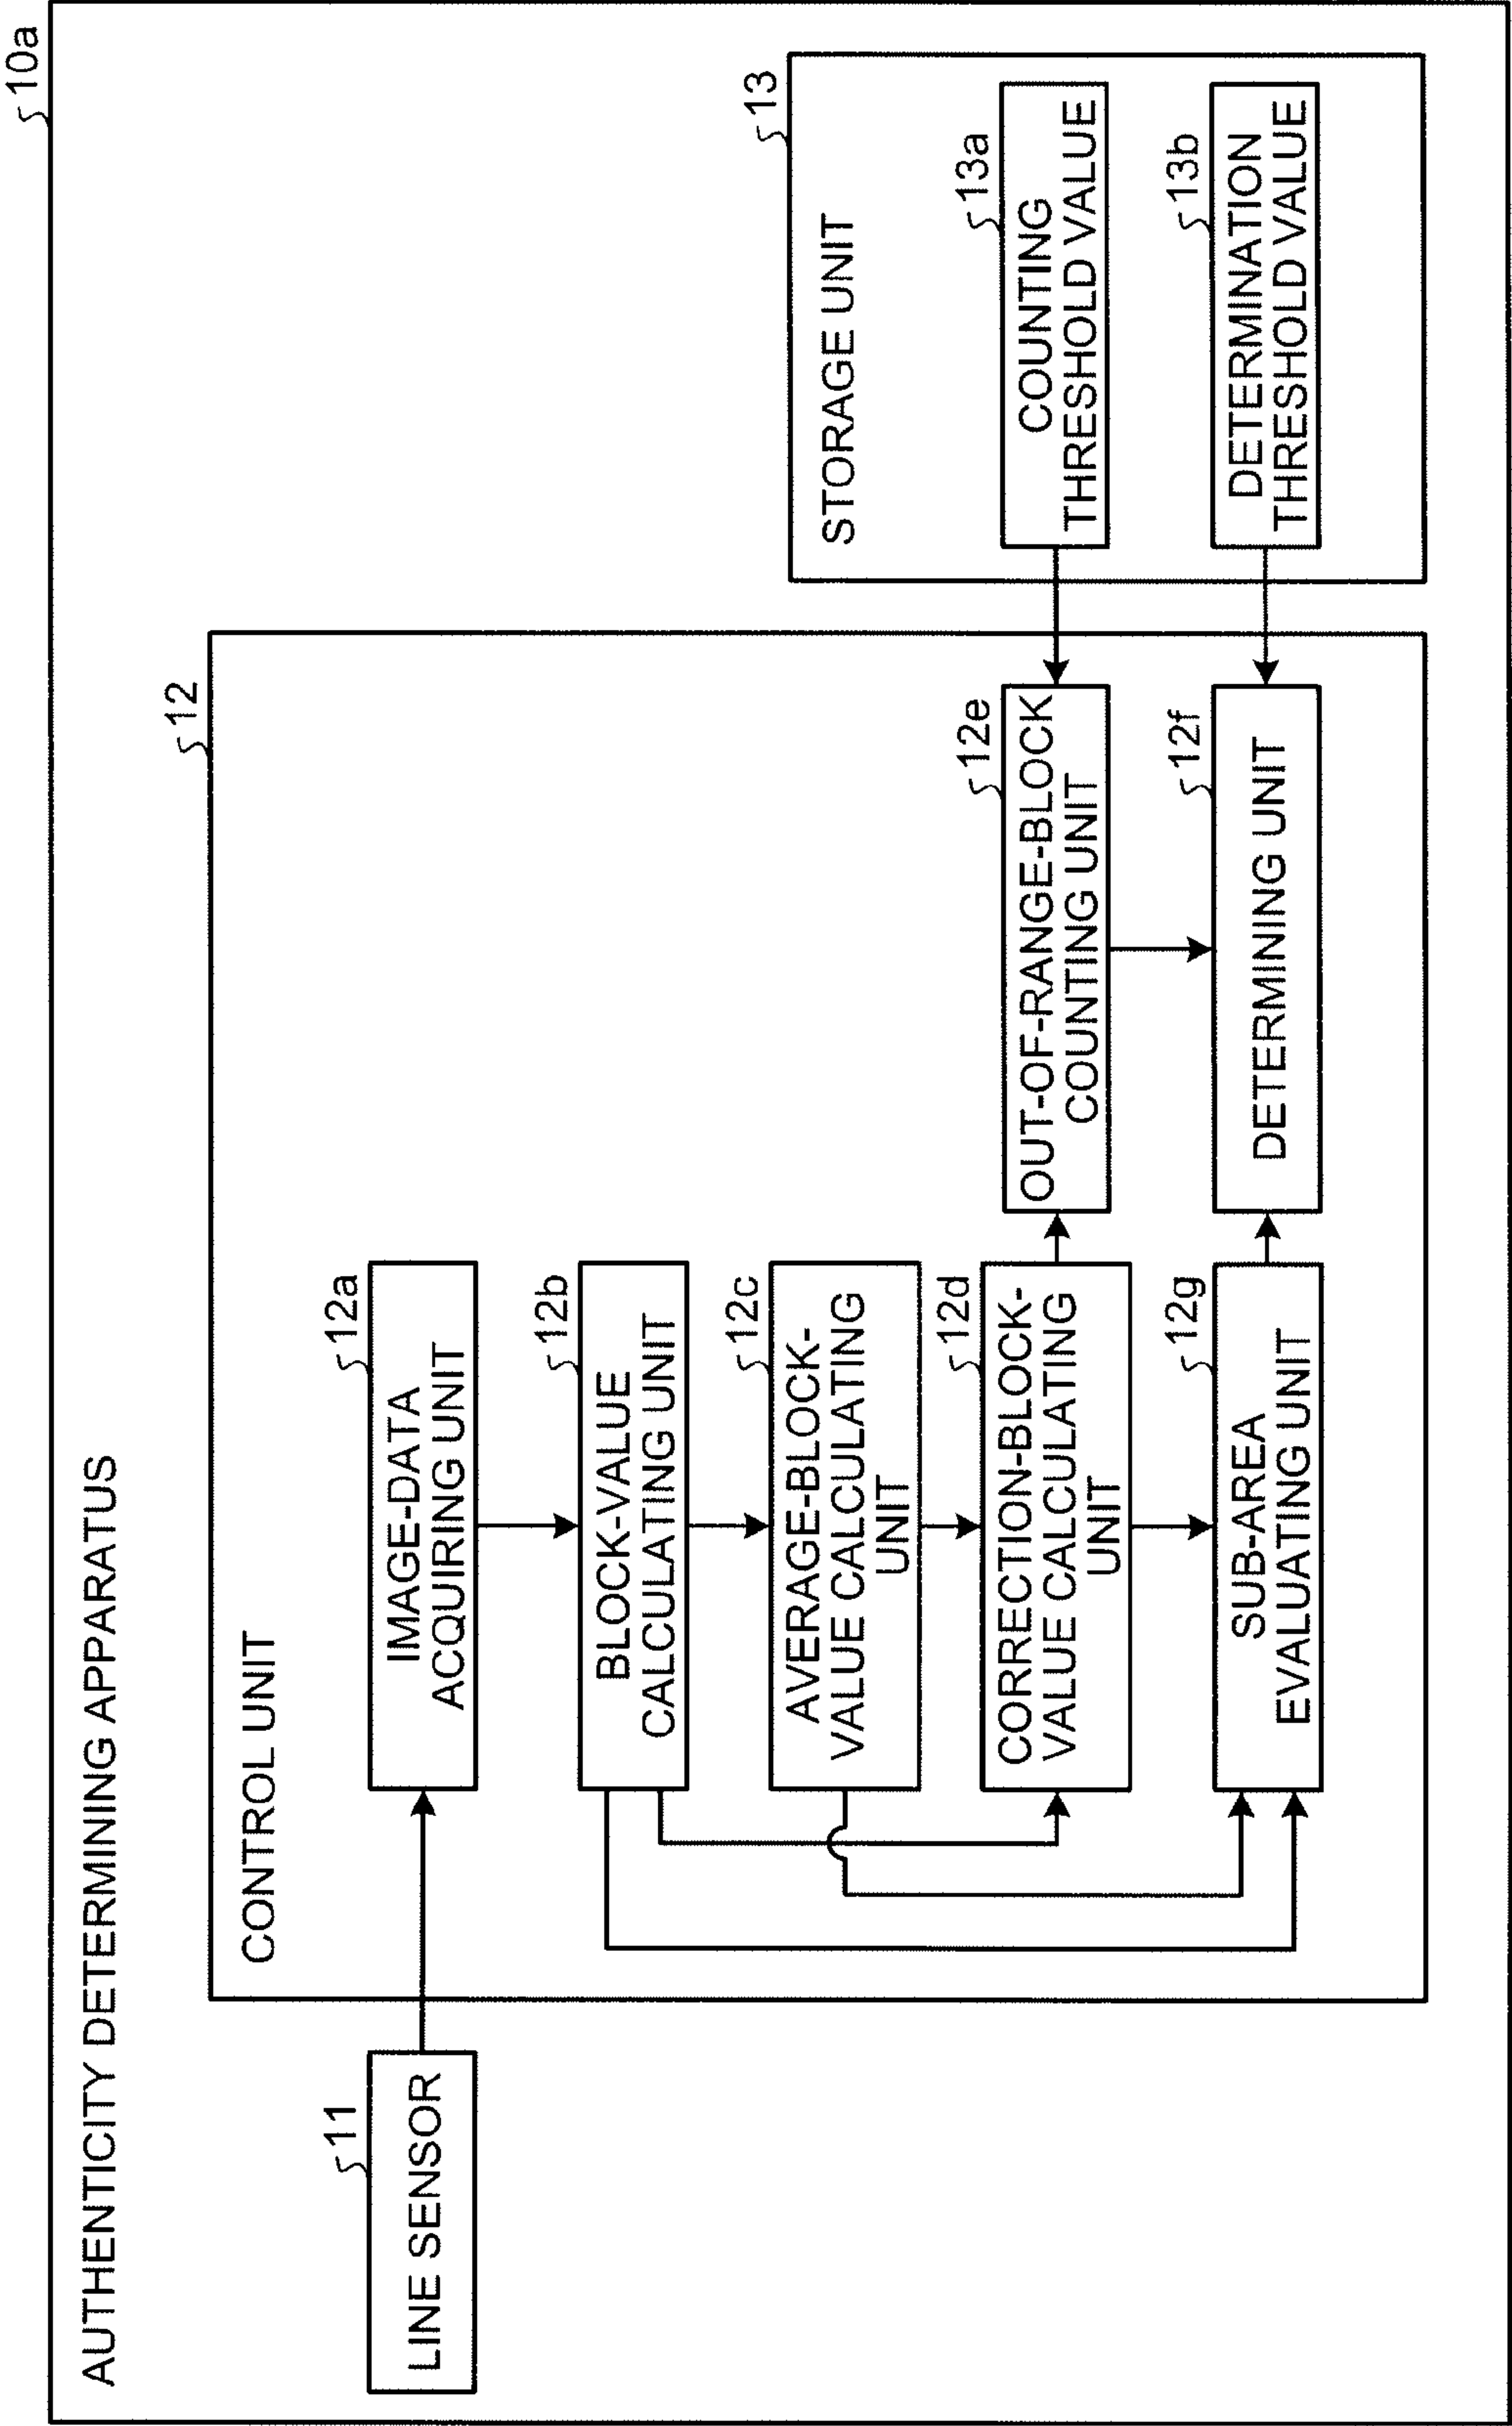 10a
AUTHENTICITY DETERMINING APPARATUS
12
CONTROL UNIT
11
LINE SENSOR
12a
IMAGE-DATA
ACQUIRING UNIT
12b
BLOCK-VALUE
CALCULATING UNIT
12c
AVERAGE-BLOCK-
VALUE CALCULATING
UNIT
12d
CORRECTION-BLOCK-
VALUE CALCULATING
UNIT
12e
OUT-OF-RANGE-BLOCK
COUNTING UNIT
12g
SUB-AREA
EVALUATING UNIT
12f
DETERMINING UNIT
13
STORAGE UNIT
13a
COUNTING
THRESHOLD VALUE
13b
DETERMINATION
THRESHOLD VALUE